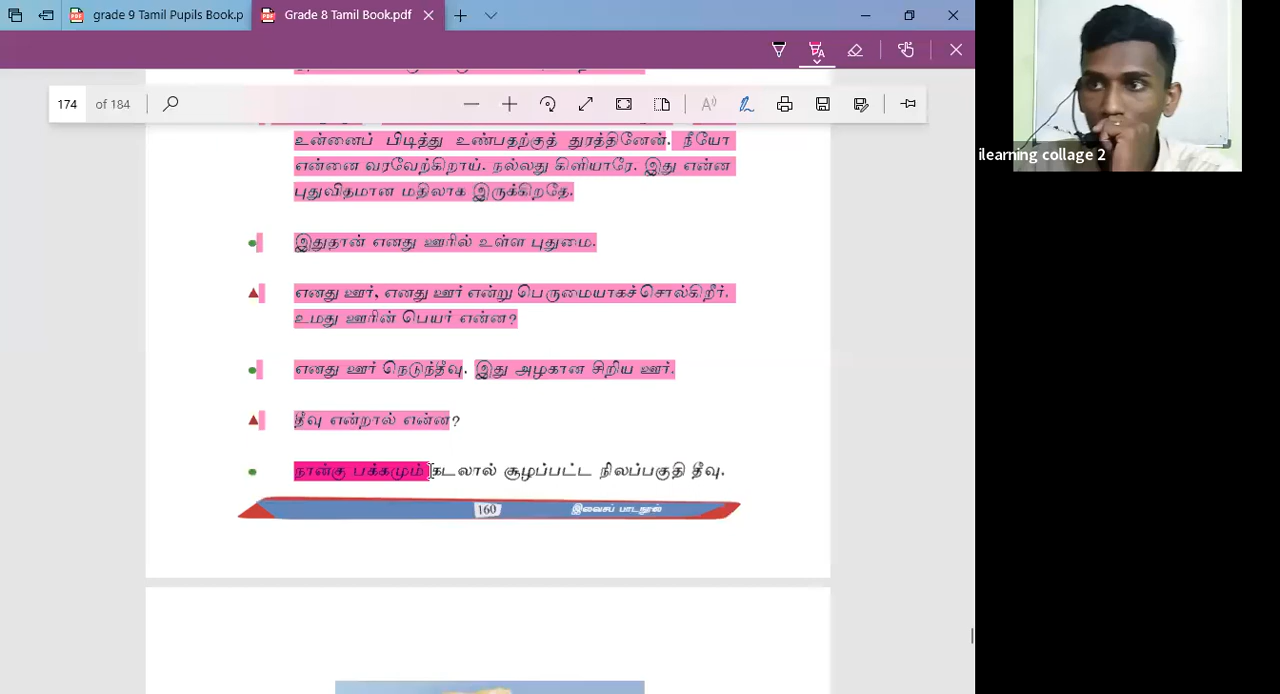 grade 9 Tamil Pupils Book.p
Grade 8 Tamil Book.pdf
174 of 184
உன்னைப் பிடித்து உண்பதற்குத் துரத்தினேன். நீயோ
என்னை வரவேற்கிறாய். நல்லது கிளியாரே. இது என்ன
புதுவிதமான மதிலாக இருக்கிறதே.
இதுதான் எனது ஊரில் உள்ள புதுமை.
எனது ஊர், எனது ஊர் என்று பெருமையாகச் சொல்கிறீர்.
உமது ஊரின் பெயர் என்ன?
எனது ஊர் நெடுந்தீவு. இது அழகான சிறிய ஊர்.
தீவு என்றால் என்ன?
நான்கு பக்கமும் கடலால் சூழப்பட்ட நிலப்பகுதி தீவு.
160 இலவசப் பாடநூல்
ilearning collage 2